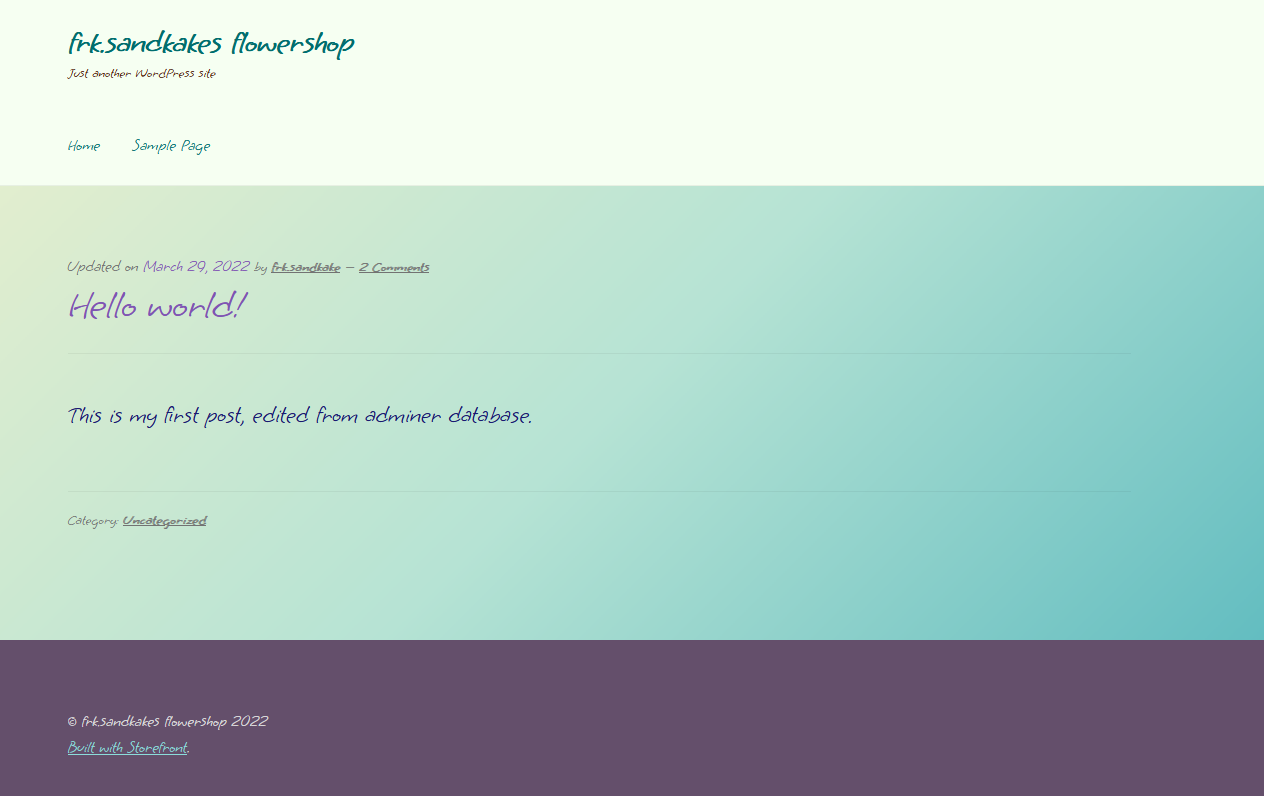 frk.sandkakes flowershop
Just another WordPress site
Home Sample Page
Updated on March 29, 2022 by frk.sandkake — 2 Comments
Hello world!
This is my first post, edited from adminer database.
Category: Uncategorized
© frk.sandkakes flowershop 2022
Built with Storefront.